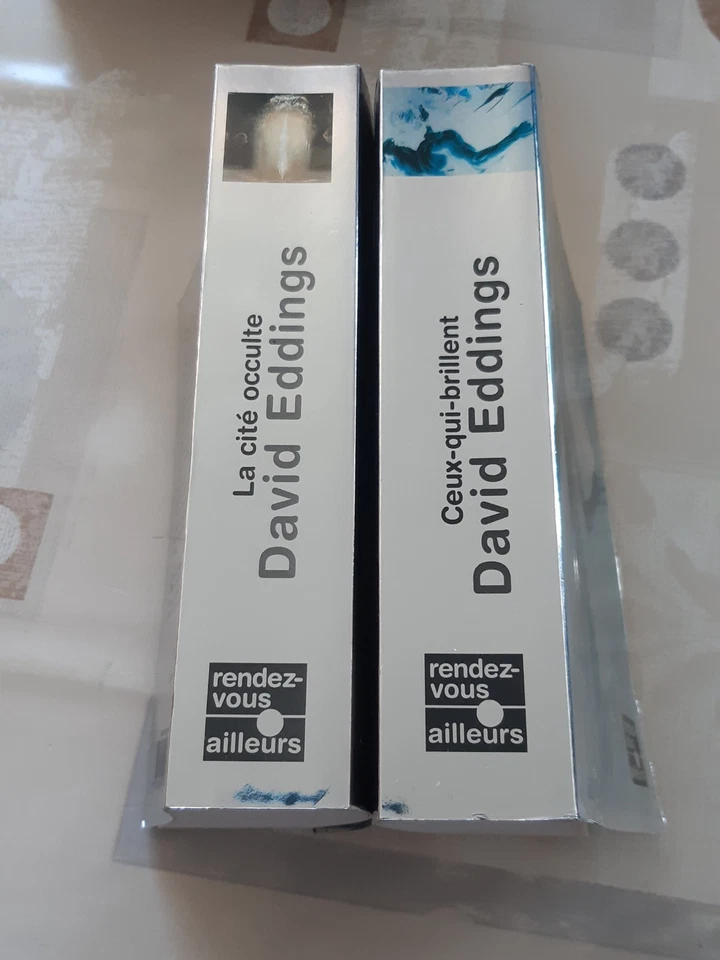 La cité occulte
David Eddings
rendez-
vous
ailleurs
Ceux-qui-brillent
David Eddings
rendez-
vous
ailleurs